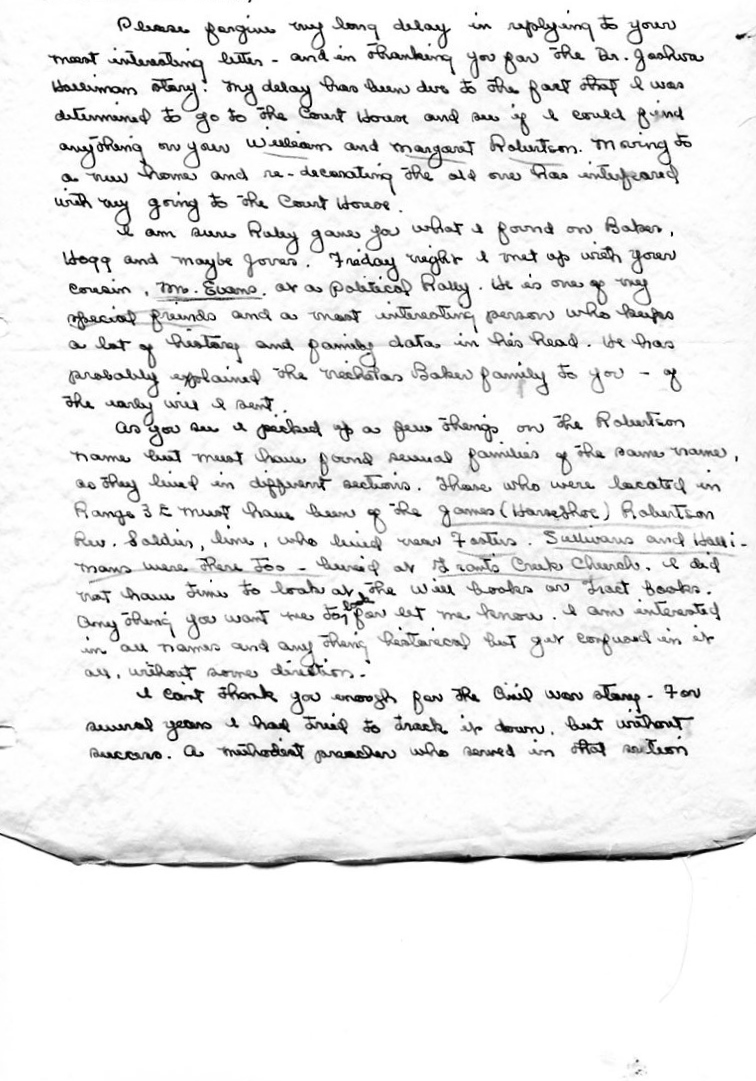 Please forgive my long delay in replying to your
most interesting letter - and in thanking you for the Dr. Joshua
Halliman story. My delay has been due to the fact that I was
determined to go to the Court House and see if I could find
anything on your William and Margaret Robertson. Moving to
a new home and re-decorating the old one has interfeared
with my going to the Court House.
I am sure Ruby gave you what I found on Baker,
Hogg and maybe Jones. Friday night I met up with your
cousin, Mr. Evans, at a Political Rally. He is one of my
special friends and a most interesting person who keeps
a lot of history and family data in his head. He has
probably explained the Nicholas Baker family to you - of
the early will I sent.
As you see I picked up a few things on the Robertson
name but must have found several families of the same name,
as they lived in different sections. Those who were located in
Range 3 E must have been of the James (Horse Shoe) Robertson
Rev. Soldier, line, who lived near Fosters. Sullivans and Halli-
mans were there too - buried at Grants Creek Church. I did
not have time to look at the Will books or Tract books.
Anything you want me to look for let me know. I am interested
in all names and any thing historical but get confused in it
all, without some direction.
I can't thank you enough for the Civil war story - For
several years I had tried to track it down, but without
success. A methodist preacher who served in that section